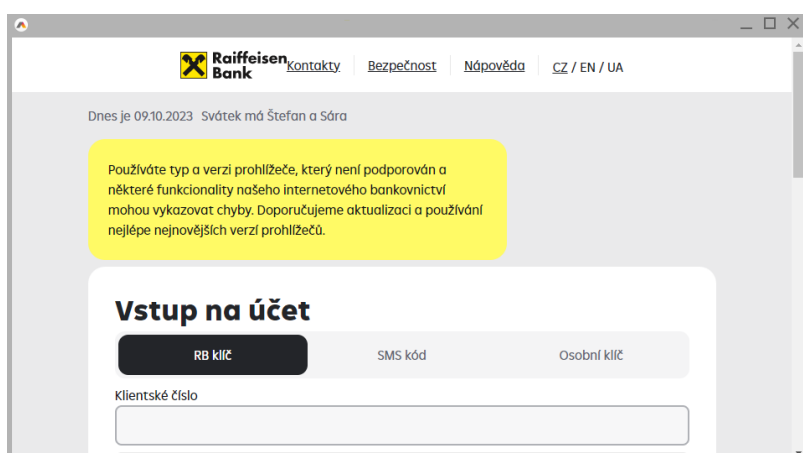 Raiffeisen
Bank
Kontakty Bezpečnost Nápověda CZ / EN / UA
Dnes je 09.10.2023 Svátek má Štefan a Sára
Používáte typ a verzi prohlížeče, který není podporován a
některé funkcionality našeho internetového bankovnictví
mohou vykazovat chyby. Doporučujeme aktualizaci a používání
nejlépe nejnovějších verzí prohlížečů.
Vstup na účet
RB klíč SMS kód Osobní klíč
Klientské číslo